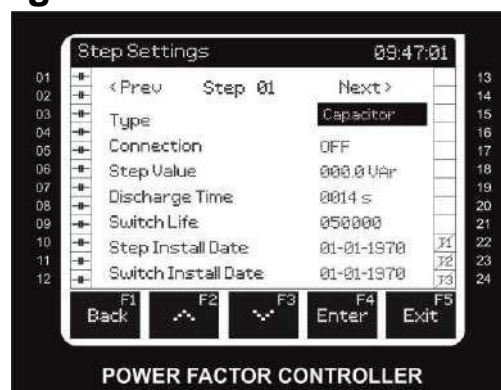 Step Settings 09:47:01
<Prev Step 01 Next>
Type Capacitor
Connection OFF
Step Value 000.0 VAr
Discharge Time 0014 s
Switch Life 050000
Step Install Date 01-01-1970
Switch Install Date 01-01-1970
F1 F2 F3 F4 F5
Back Enter Exit
01
02
03
04
05
06
07
08
09
10
11
12
13
14
15
16
17
18
19
20
21
22
23
24
T1
T2
T3
POWER FACTOR CONTROLLER